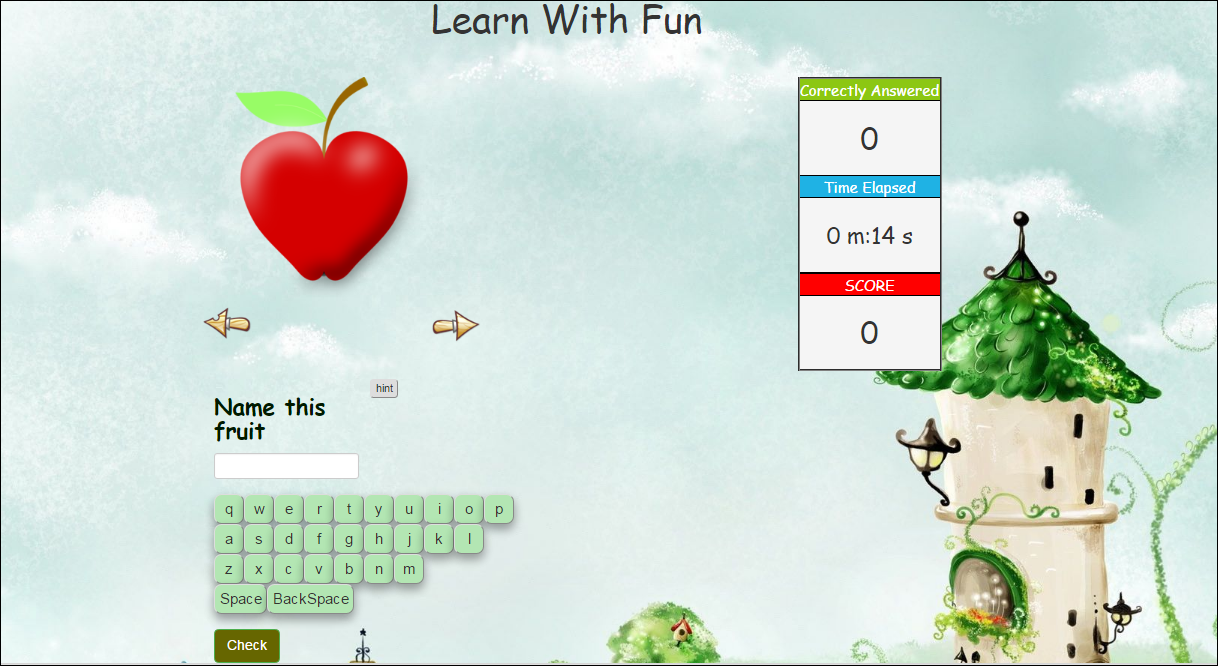 Learn With Fun
Correctly Answered
0
Time Elapsed
0 m:14 s
SCORE
0
hint
Name this
fruit
q w e r t y u i o p
a s d f g h j k l
z x c v b n m
Space BackSpace
Check